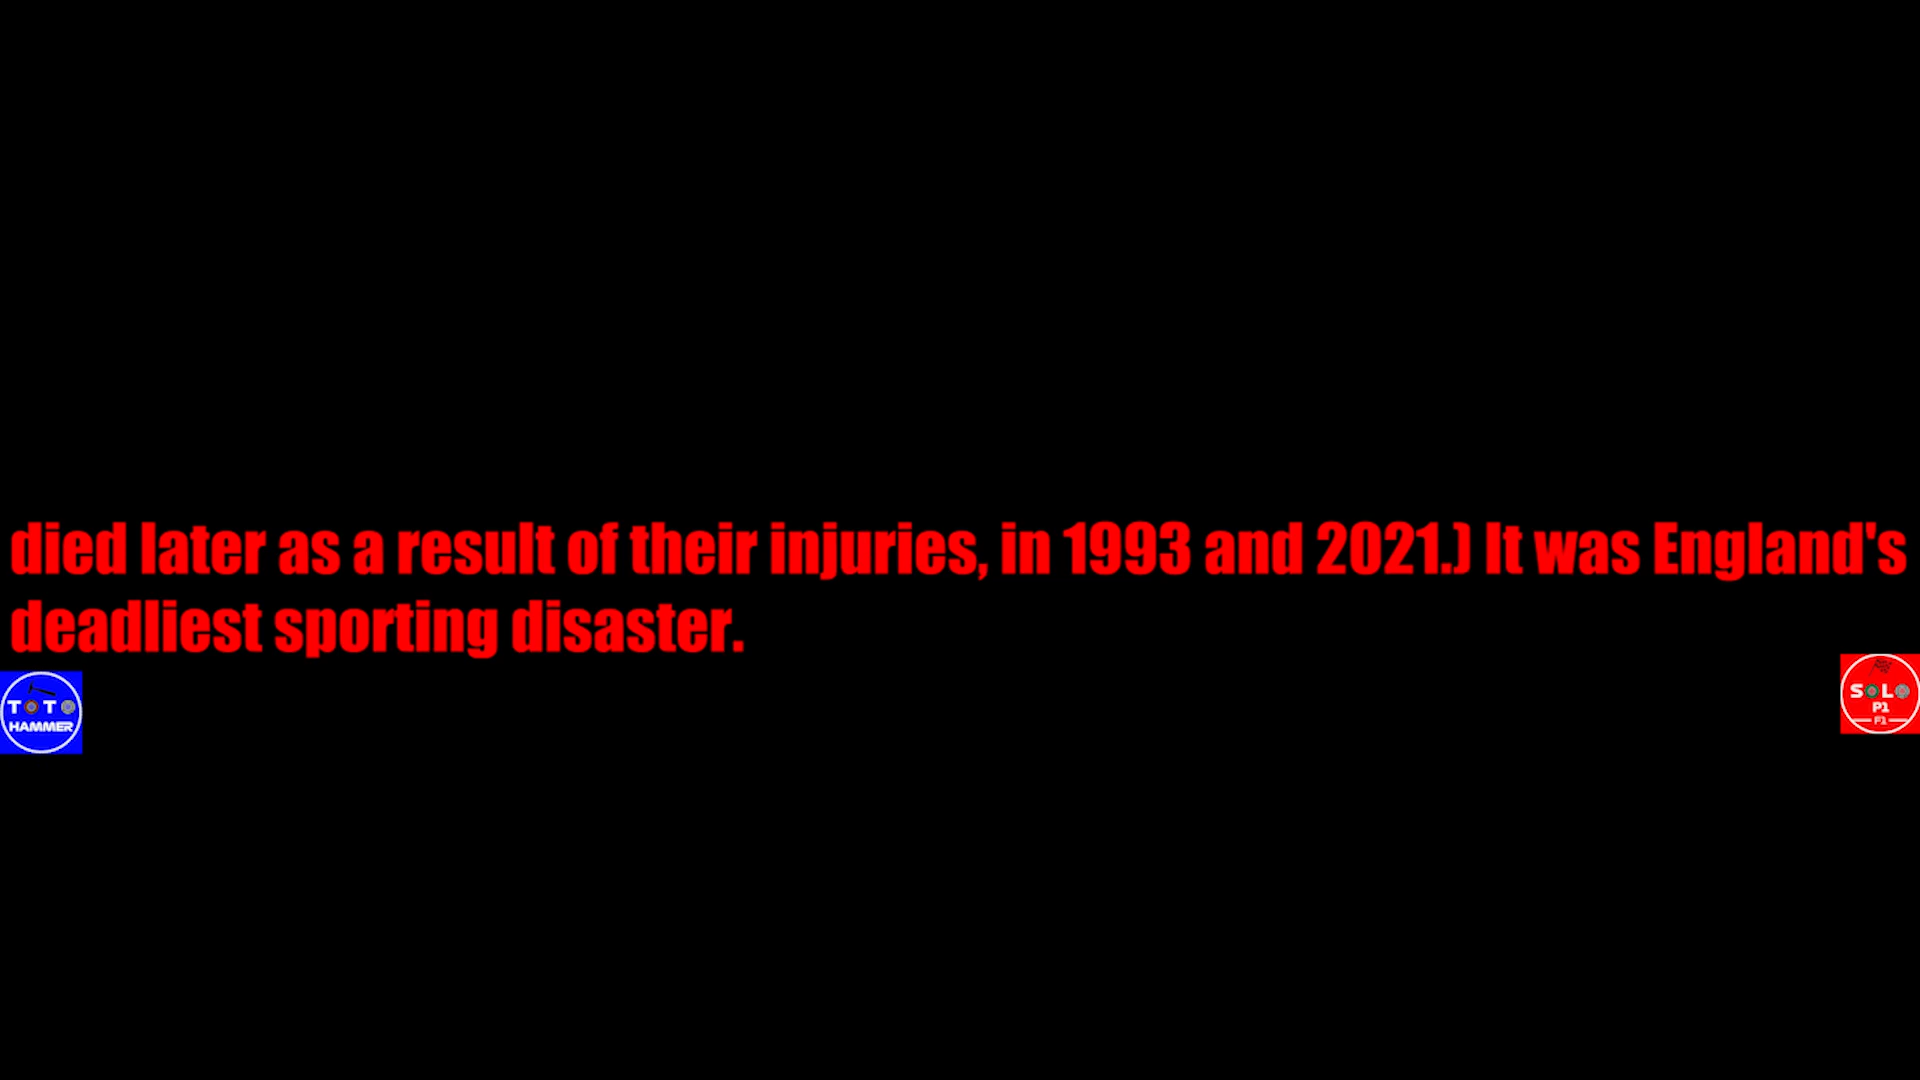 died later as a result of their injuries, in 1993 and 2021.) It was England's
deadliest sporting disaster.
TOTO
HAMMER
SOLO
P1
F1